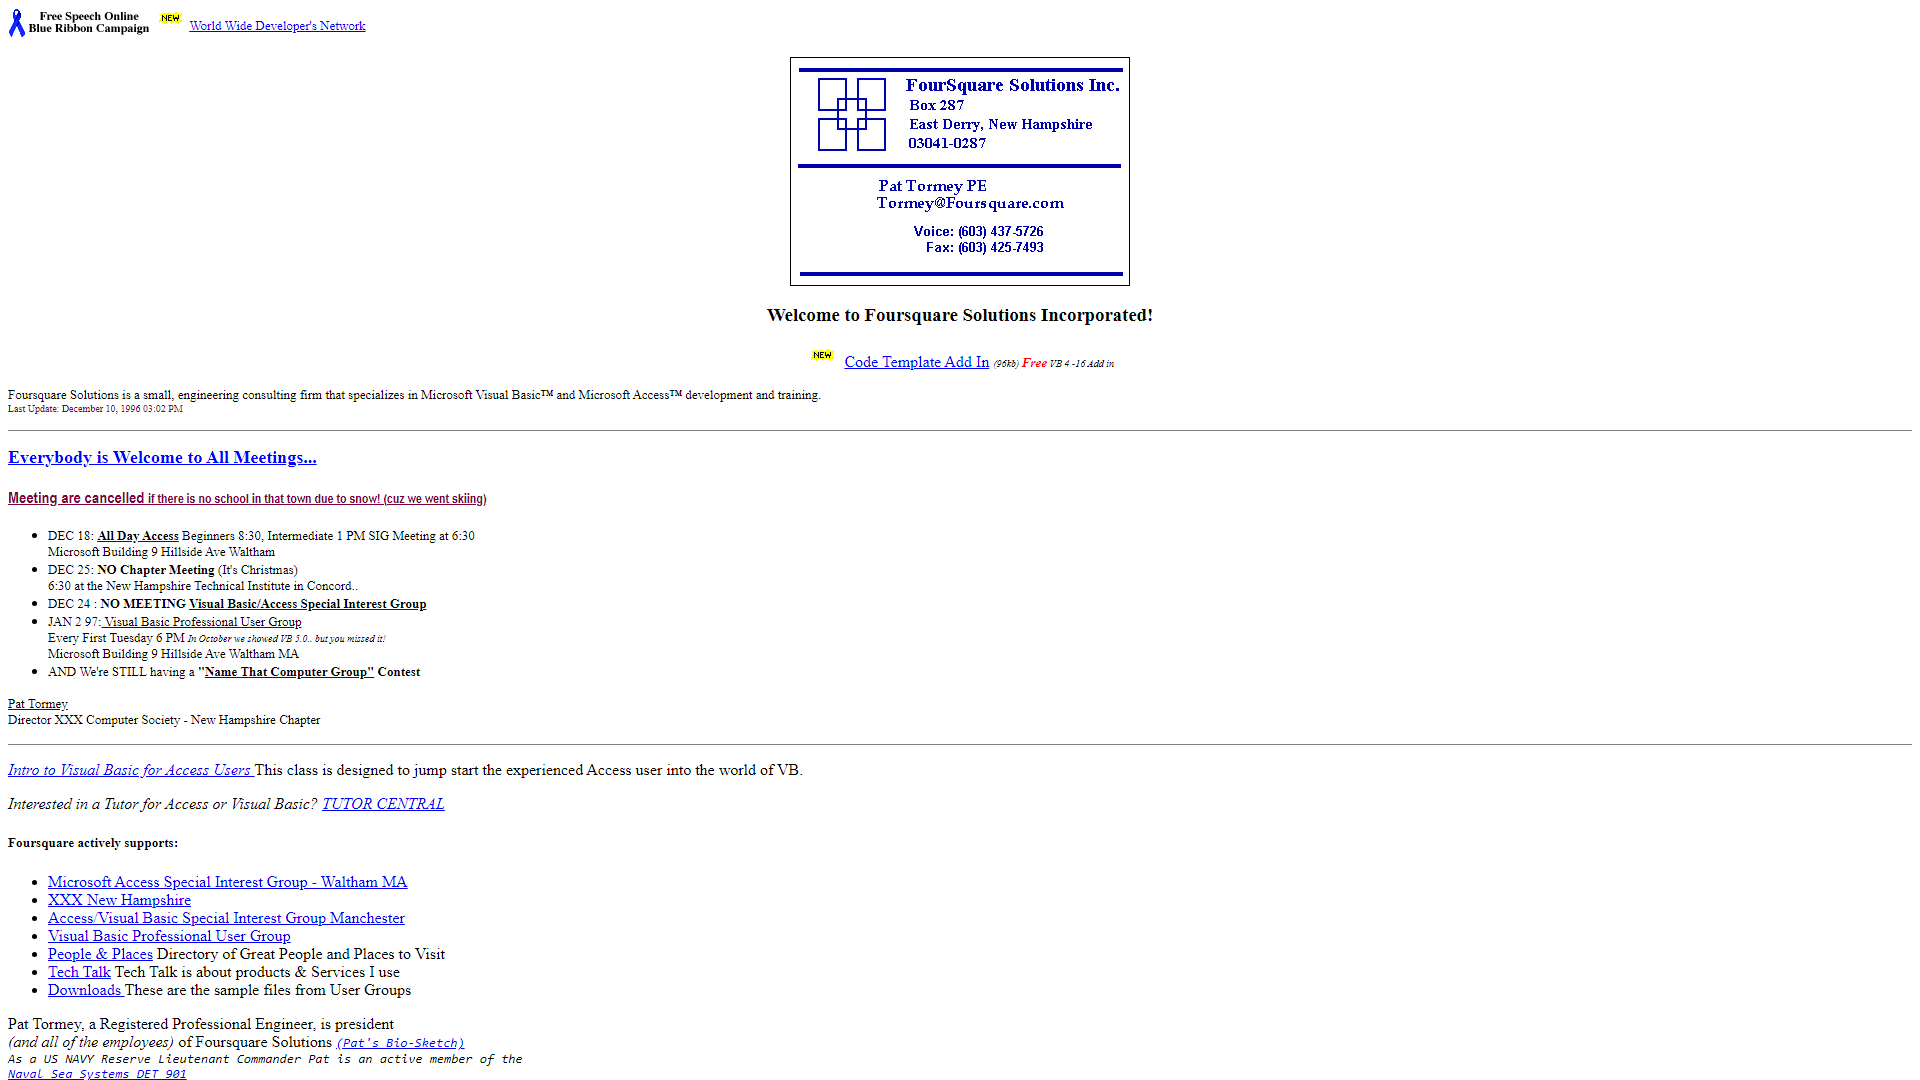 Free Speech Online
Blue Ribbon Campaign
NEW World Wide Developer's Network
FourSquare Solutions Inc.
Box 287
East Derry, New Hampshire
03041-0287
Pat Tormey PE
Tormey@Foursquare.com
Voice: (603) 437-5726
Fax: (603) 425-7493
Welcome to Foursquare Solutions Incorporated!
NEW Code Template Add In (96kb) Free VB 4 -16 Add in
Foursquare Solutions is a small, engineering consulting firm that specializes in Microsoft Visual Basic™ and Microsoft Access™ development and training.
Last Update: December 10, 1996 03:02 PM
Everybody is Welcome to All Meetings...
Meeting are cancelled if there is no school in that town due to snow! (cuz we went skiing)
• DEC 18: All Day Access Beginners 8:30, Intermediate 1 PM SIG Meeting at 6:30
Microsoft Building 9 Hillside Ave Waltham
• DEC 25: NO Chapter Meeting (It's Christmas)
6:30 at the New Hampshire Technical Institute in Concord..
• DEC 24 : NO MEETING Visual Basic/Access Special Interest Group
• JAN 2 97: Visual Basic Professional User Group
Every First Tuesday 6 PM In October we showed VB 5.0.. but you missed it!
Microsoft Building 9 Hillside Ave Waltham MA
• AND We're STILL having a "Name That Computer Group" Contest
Pat Tormey
Director XXX Computer Society - New Hampshire Chapter
Intro to Visual Basic for Access Users This class is designed to jump start the experienced Access user into the world of VB.
Interested in a Tutor for Access or Visual Basic? TUTOR CENTRAL
Foursquare actively supports:
• Microsoft Access Special Interest Group - Waltham MA
• XXX New Hampshire
• Access/Visual Basic Special Interest Group Manchester
• Visual Basic Professional User Group
• People & Places Directory of Great People and Places to Visit
• Tech Talk Tech Talk is about products & Services I use
• Downloads These are the sample files from User Groups
Pat Tormey, a Registered Professional Engineer, is president
(and all of the employees) of Foursquare Solutions (Pat's Bio-Sketch)
As a US NAVY Reserve Lieutenant Commander Pat is an active member of the
Naval Sea Systems DET 901